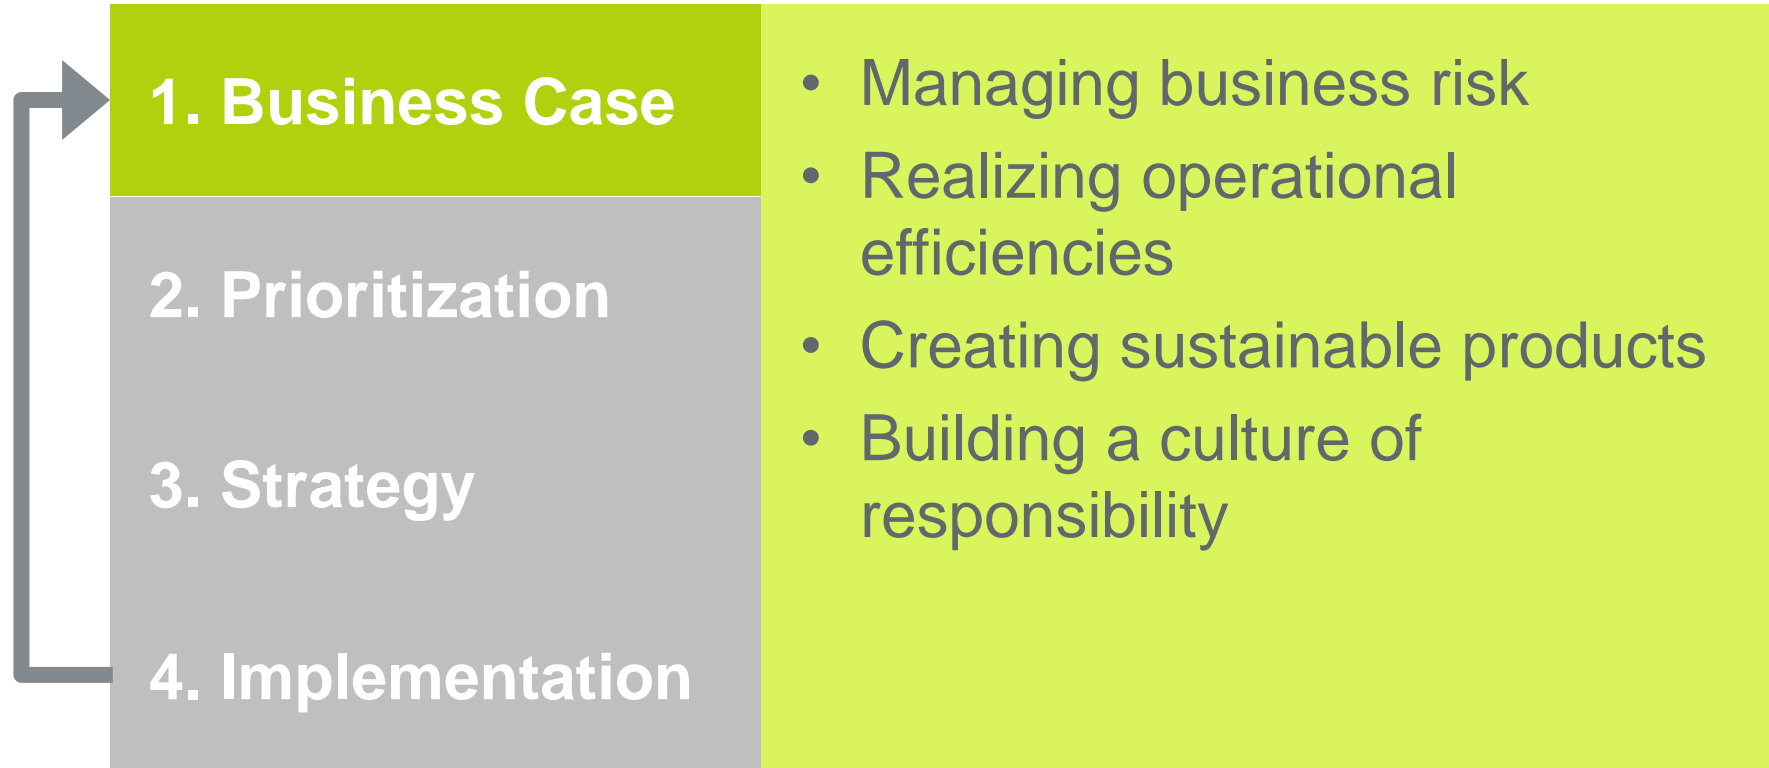 1. Business Case
2. Prioritization
3. Strategy
4. Implementation
• Managing business risk
• Realizing operational
efficiencies
• Creating sustainable products
• Building a culture of
responsibility